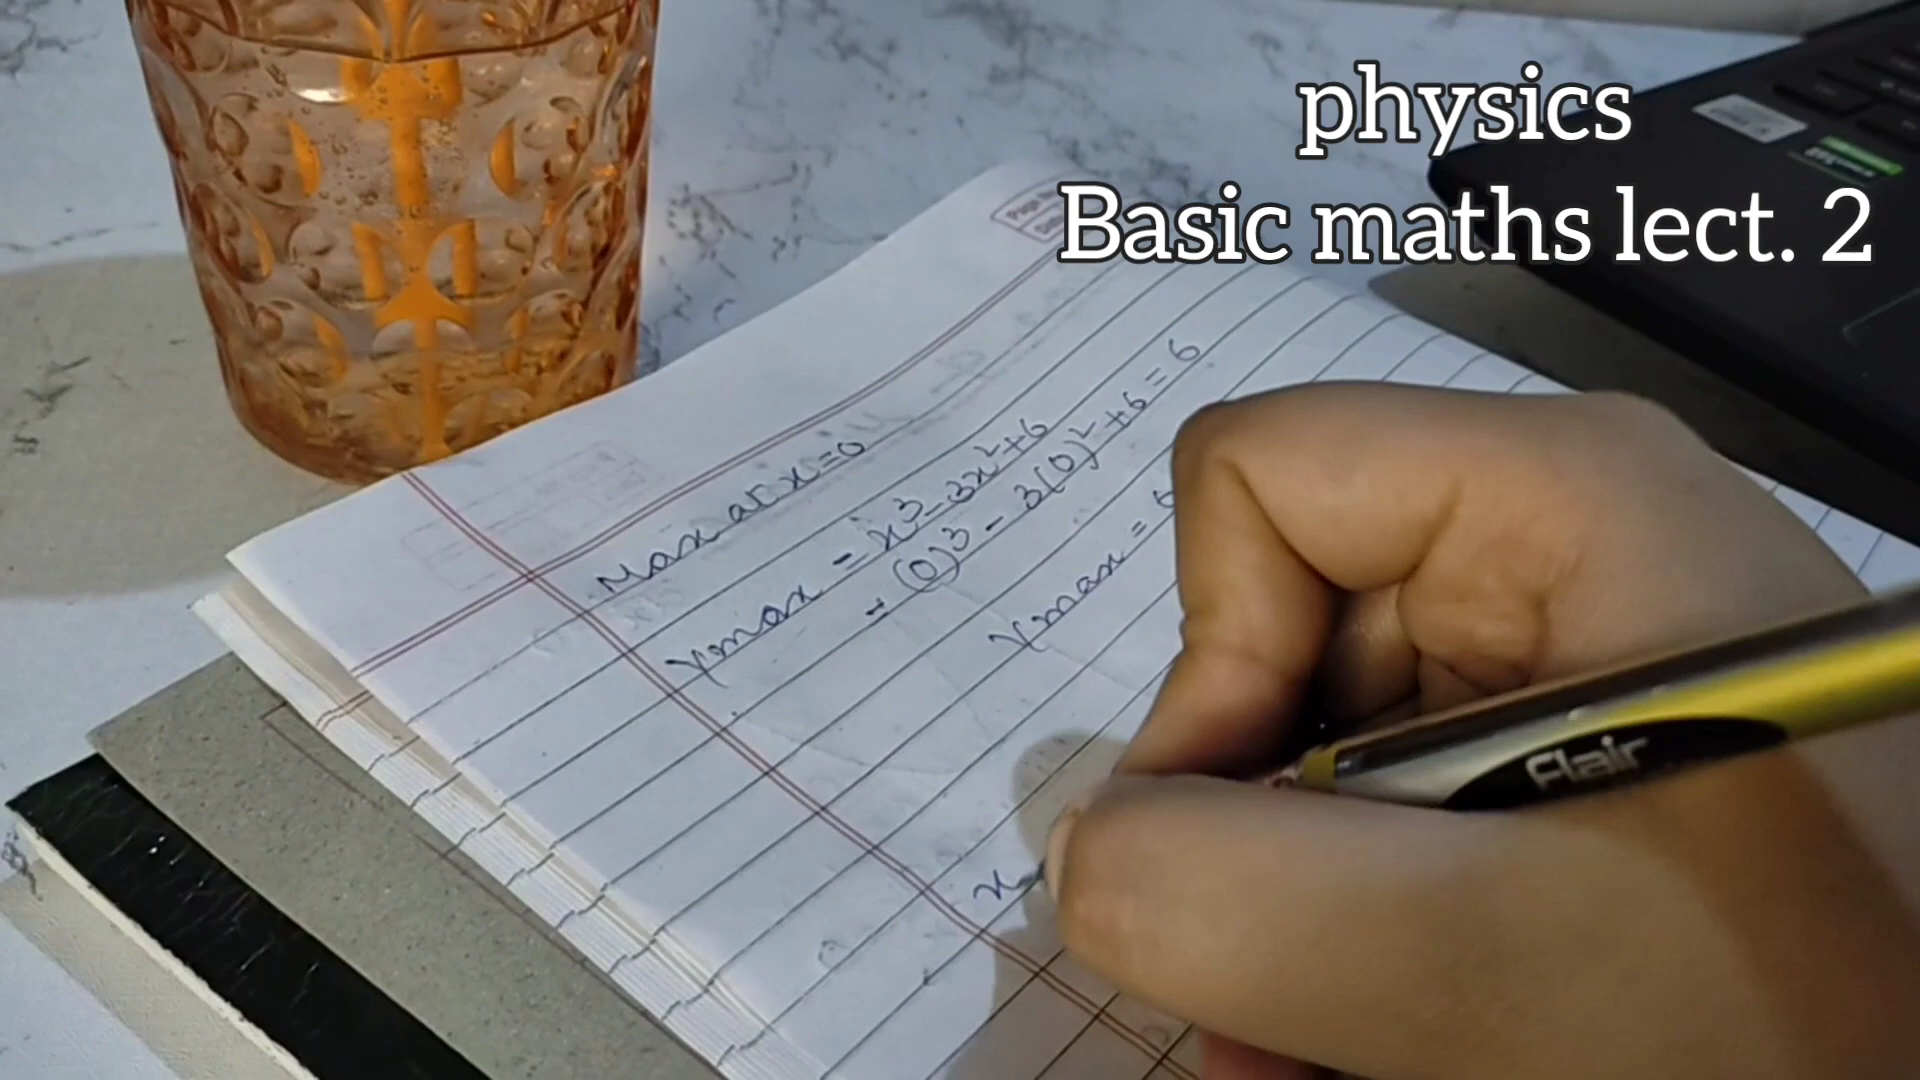 physics
Basic maths lect. 2
Max at x=0
Ymax = x³-3x²+6
= (0)³ - 3(0)²+6 = 6
Ymax =
x
Flair